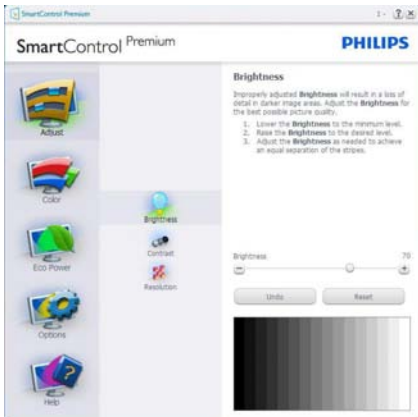 SmartControl Premium
SmartControl Premium
PHILIPS
Adjust
Color
Eco Power
Options
Help
Brightness
Contrast
Resolution
Brightness
Improperly adjusted Brightness will result in a loss of
detail in darker image areas. Adjust the Brightness for
the best possible picture quality.
1. Lower the Brightness to the minimum level.
2. Raise the Brightness to the desired level.
3. Adjust the Brightness as needed to achieve
an equal separation of the stripes.
Brightness
70
Undo
Reset